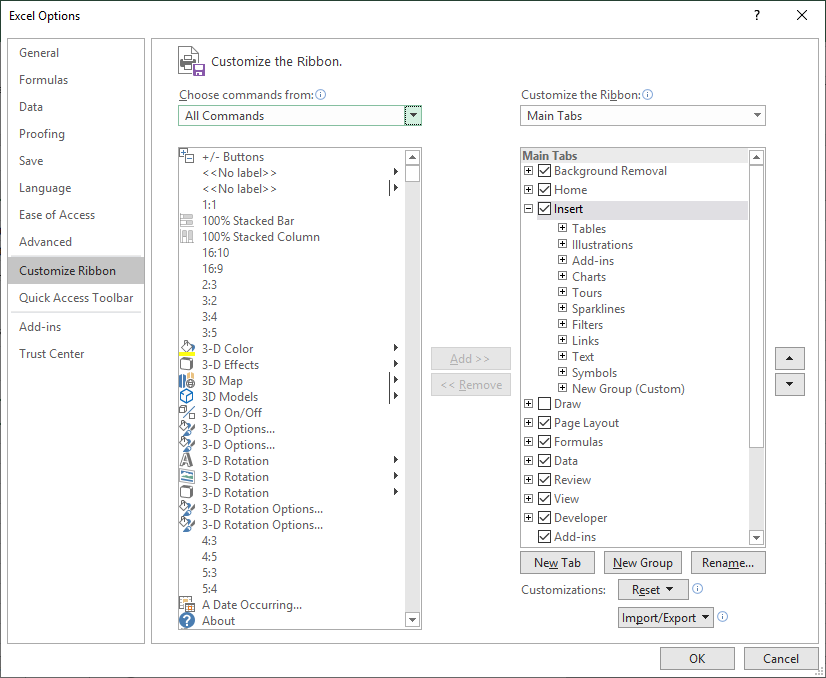 Excel Options
?
General
Formulas
Data
Proofing
Save
Language
Ease of Access
Advanced
Customize Ribbon
Quick Access Toolbar
Add-ins
Trust Center
Customize the Ribbon.
Choose commands from:
All Commands
+/- Buttons
<<No label>>
<<No label>>
1:1
100% Stacked Bar
100% Stacked Column
16:10
16:9
2:3
3:2
3:4
3:5
3-D Color
3-D Effects
3D Map
3D Models
3-D On/Off
3-D Options...
3-D Options...
3-D Rotation
3-D Rotation
3-D Rotation
3-D Rotation Options...
3-D Rotation Options...
4:3
4:5
5:3
5:4
A Date Occurring...
About
Add >>
<< Remove
Customize the Ribbon:
Main Tabs
Main Tabs
Background Removal
Home
Insert
Tables
Illustrations
Add-ins
Charts
Tours
Sparklines
Filters
Links
Text
Symbols
New Group (Custom)
Draw
Page Layout
Formulas
Data
Review
View
Developer
Add-ins
New Tab
New Group
Rename...
Customizations:
Reset
Import/Export
OK
Cancel